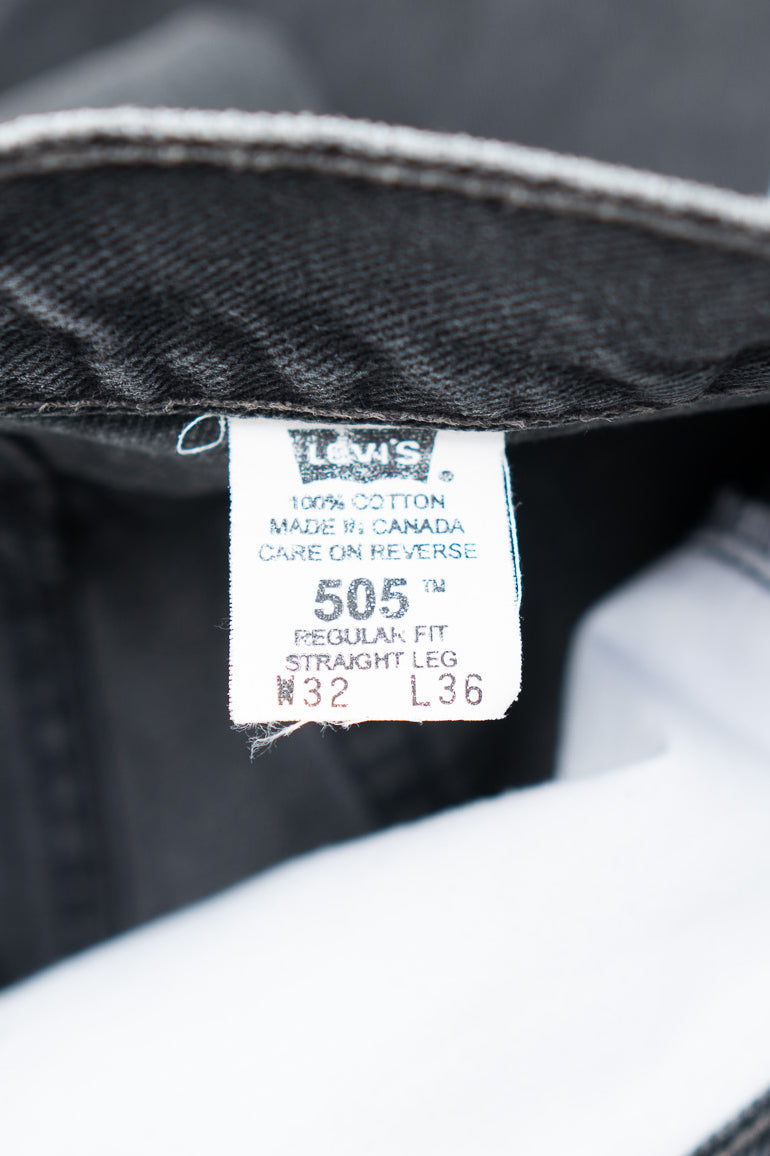 LEVI'S ®
100% COTTON
MADE IN CANADA
CARE ON REVERSE
505 ™
REGULAR FIT
STRAIGHT LEG
W32 L36